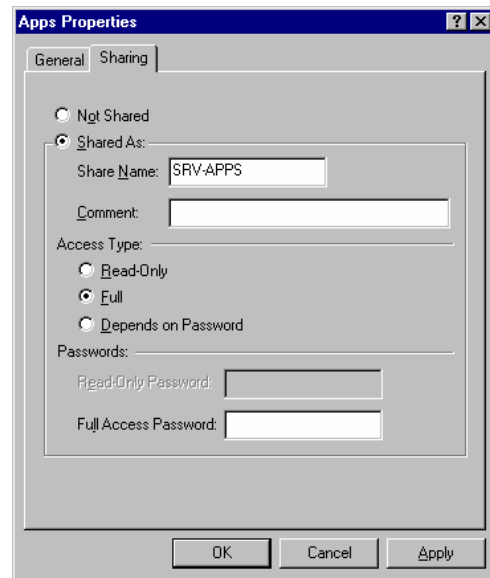 Apps Properties
General Sharing
Not Shared
Shared As:
Share Name: SRV-APPS
Comment:
Access Type:
Read-Only
Full
Depends on Password
Passwords:
Read-Only Password:
Full Access Password:
OK Cancel Apply